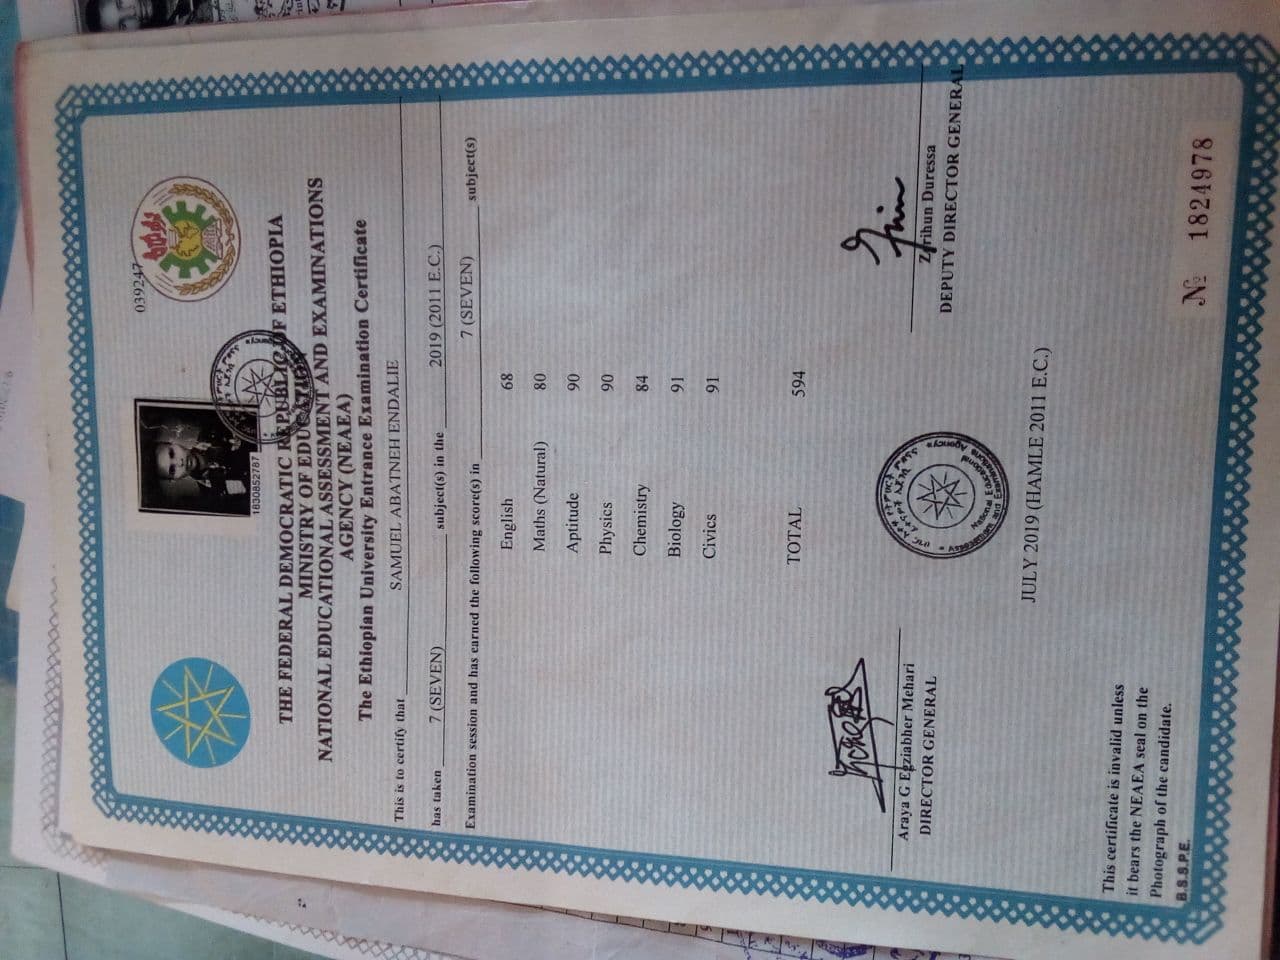 039247
1830852787
THE FEDERAL DEMOCRATIC REPUBLIC OF ETHIOPIA
MINISTRY OF EDUCATION
NATIONAL EDUCATIONAL ASSESSMENT AND EXAMINATIONS
AGENCY (NEAEA)
The Ethiopian University Entrance Examination Certificate
This is to certify that SAMUEL ABATNEH ENDALIE
has taken 7 (SEVEN) subject(s) in the 2019 (2011 E.C.)
Examination session and has earned the following score(s) in 7 (SEVEN) subject(s)
English 68
Maths (Natural) 80
Aptitude 90
Physics 90
Chemistry 84
Biology 91
Civics 91
TOTAL 594
Araya G Egziabher Mehari
DIRECTOR GENERAL
National Educational
Assessment and Examinations
Agency
Zerihun Duressa
DEPUTY DIRECTOR GENERAL
JULY 2019 (HAMLE 2011 E.C.)
This certificate is invalid unless
it bears the NEAEA seal on the
Photograph of the candidate.
B.S.S.P.E.
№ 1824978